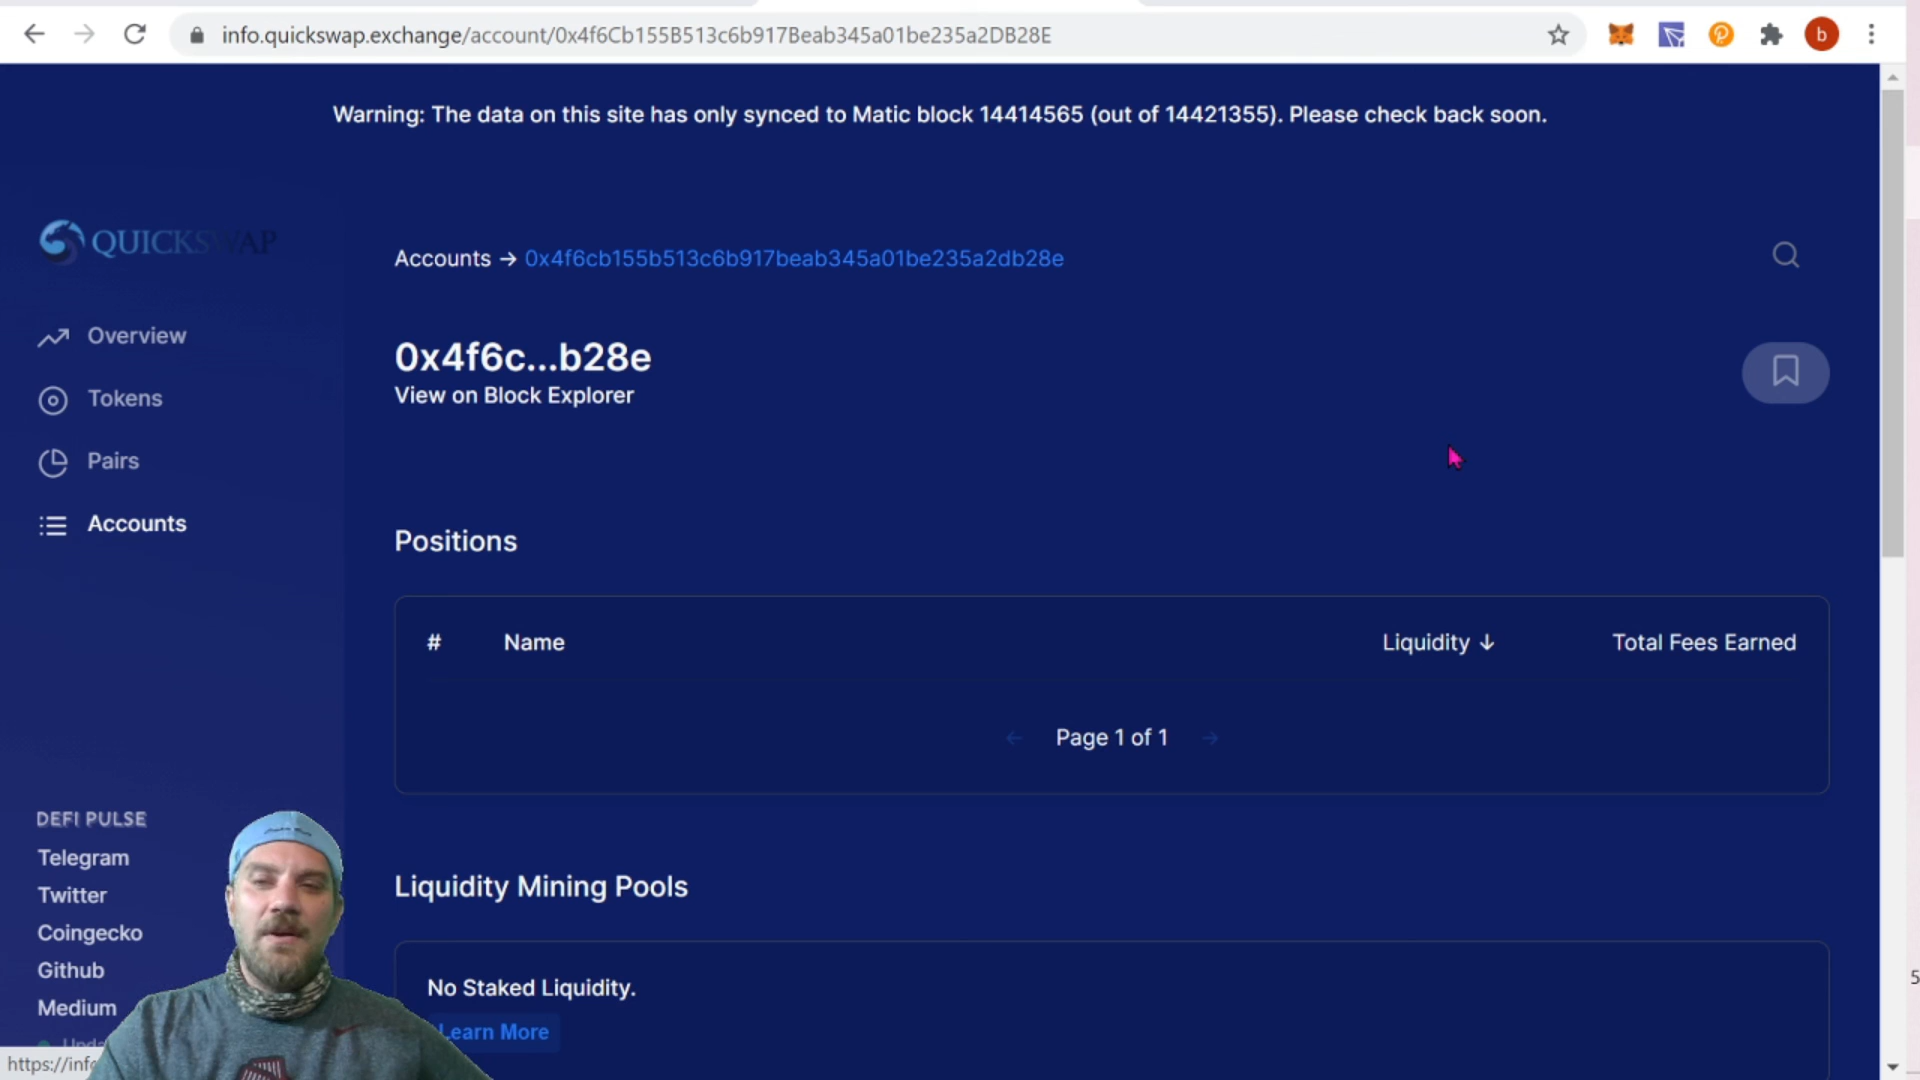 info.quickswap.exchange/account/0x4f6Cb155B513c6b917Beab345a01be235a2DB28E
b
Warning: The data on this site has only synced to Matic block 14414565 (out of 14421355). Please check back soon.
QUICKSWAP
Accounts → 0x4f6cb155b513c6b917beab345a01be235a2db28e
0x4f6c...b28e
View on Block Explorer
Overview
Tokens
Pairs
Accounts
Positions
# Name Liquidity ↓ Total Fees Earned
← Page 1 of 1 →
DEFI PULSE
Telegram
Twitter
Coingecko
Github
Medium
Liquidity Mining Pools
No Staked Liquidity.
Learn More
5